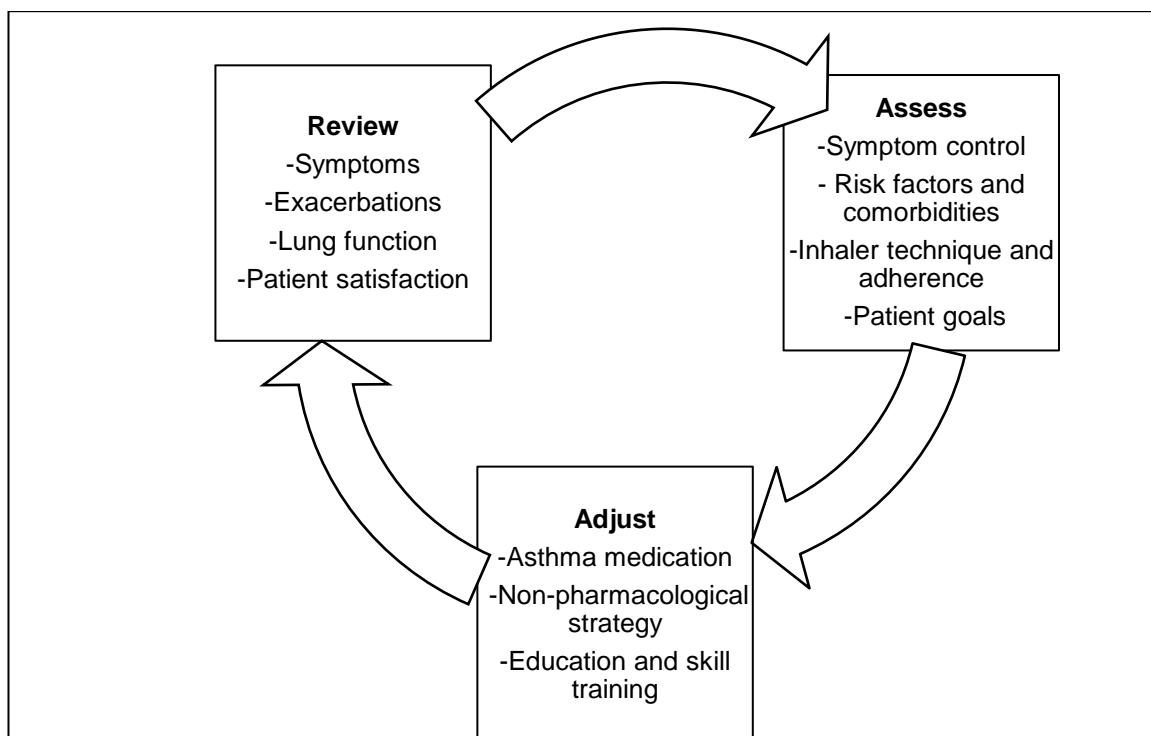 Review
-Symptoms
-Exacerbations
-Lung function
-Patient satisfaction
Assess
-Symptom control
- Risk factors and
comorbidities
-Inhaler technique and
adherence
-Patient goals
Adjust
-Asthma medication
-Non-pharmacological
strategy
-Education and skill
training